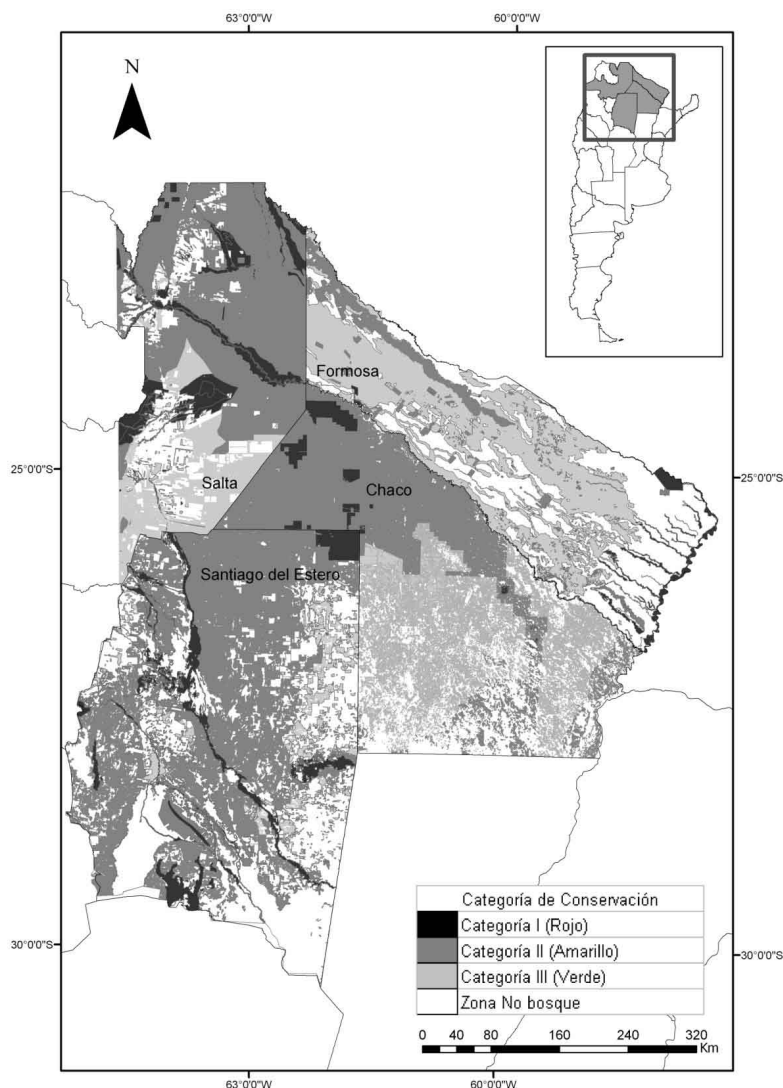 63°0'0"W 60°0'0"W
N
Formosa
25°0'0"S
Salta
Chaco
25°0'0"S
Santiago del Estero
Categoría de Conservación
Categoría I (Rojo)
Categoría II (Amarillo)
Categoría III (Verde)
Zona No bosque
30°0'0"S
30°0'0"S
0 40 80 160 240 320
Km
63°0'0"W 60°0'0"W